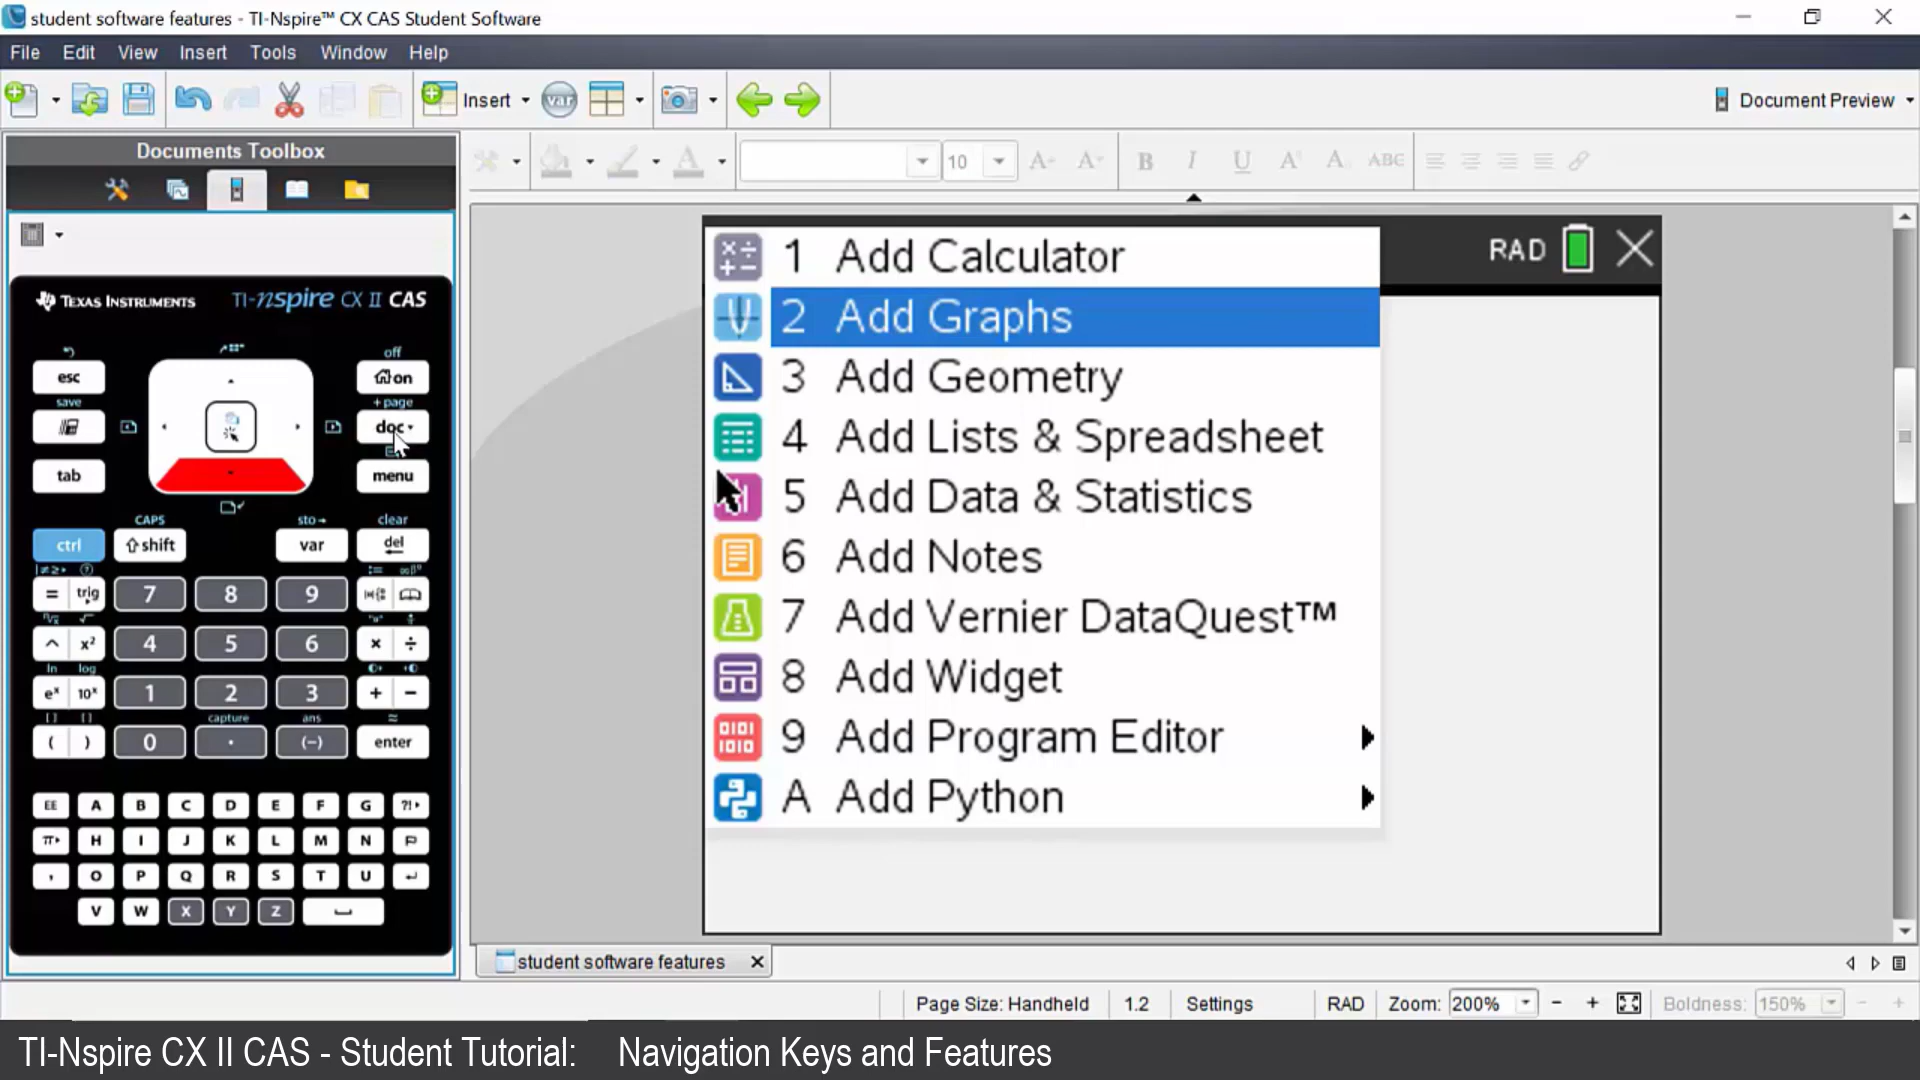 student software features - TI-Nspire™ CX CAS Student Software
File Edit View Insert Tools Window Help
Insert var Document Preview
Documents Toolbox
10 A A B I U A A ABC
TEXAS INSTRUMENTS TI-nspire CX II CAS
off
esc on
save + page
doc
tab menu
CAPS sto→ clear
ctrl shift var del
= trig 7 8 9
^ x² 4 5 6 × ÷
ln log
eˣ 10ˣ 1 2 3 + −
[ ] { } capture ans ≈
( ) 0 . (−) enter
EE A B C D E F G ?!▸
π▸ H I J K L M N
, O P Q R S T U
V W X Y Z
1 Add Calculator
2 Add Graphs
3 Add Geometry
4 Add Lists & Spreadsheet
5 Add Data & Statistics
6 Add Notes
7 Add Vernier DataQuest™
8 Add Widget
9 Add Program Editor
A Add Python
RAD
student software features
Page Size: Handheld 1.2 Settings RAD Zoom: 200% - + Boldness: 150% - +
TI-Nspire CX II CAS - Student Tutorial: Navigation Keys and Features